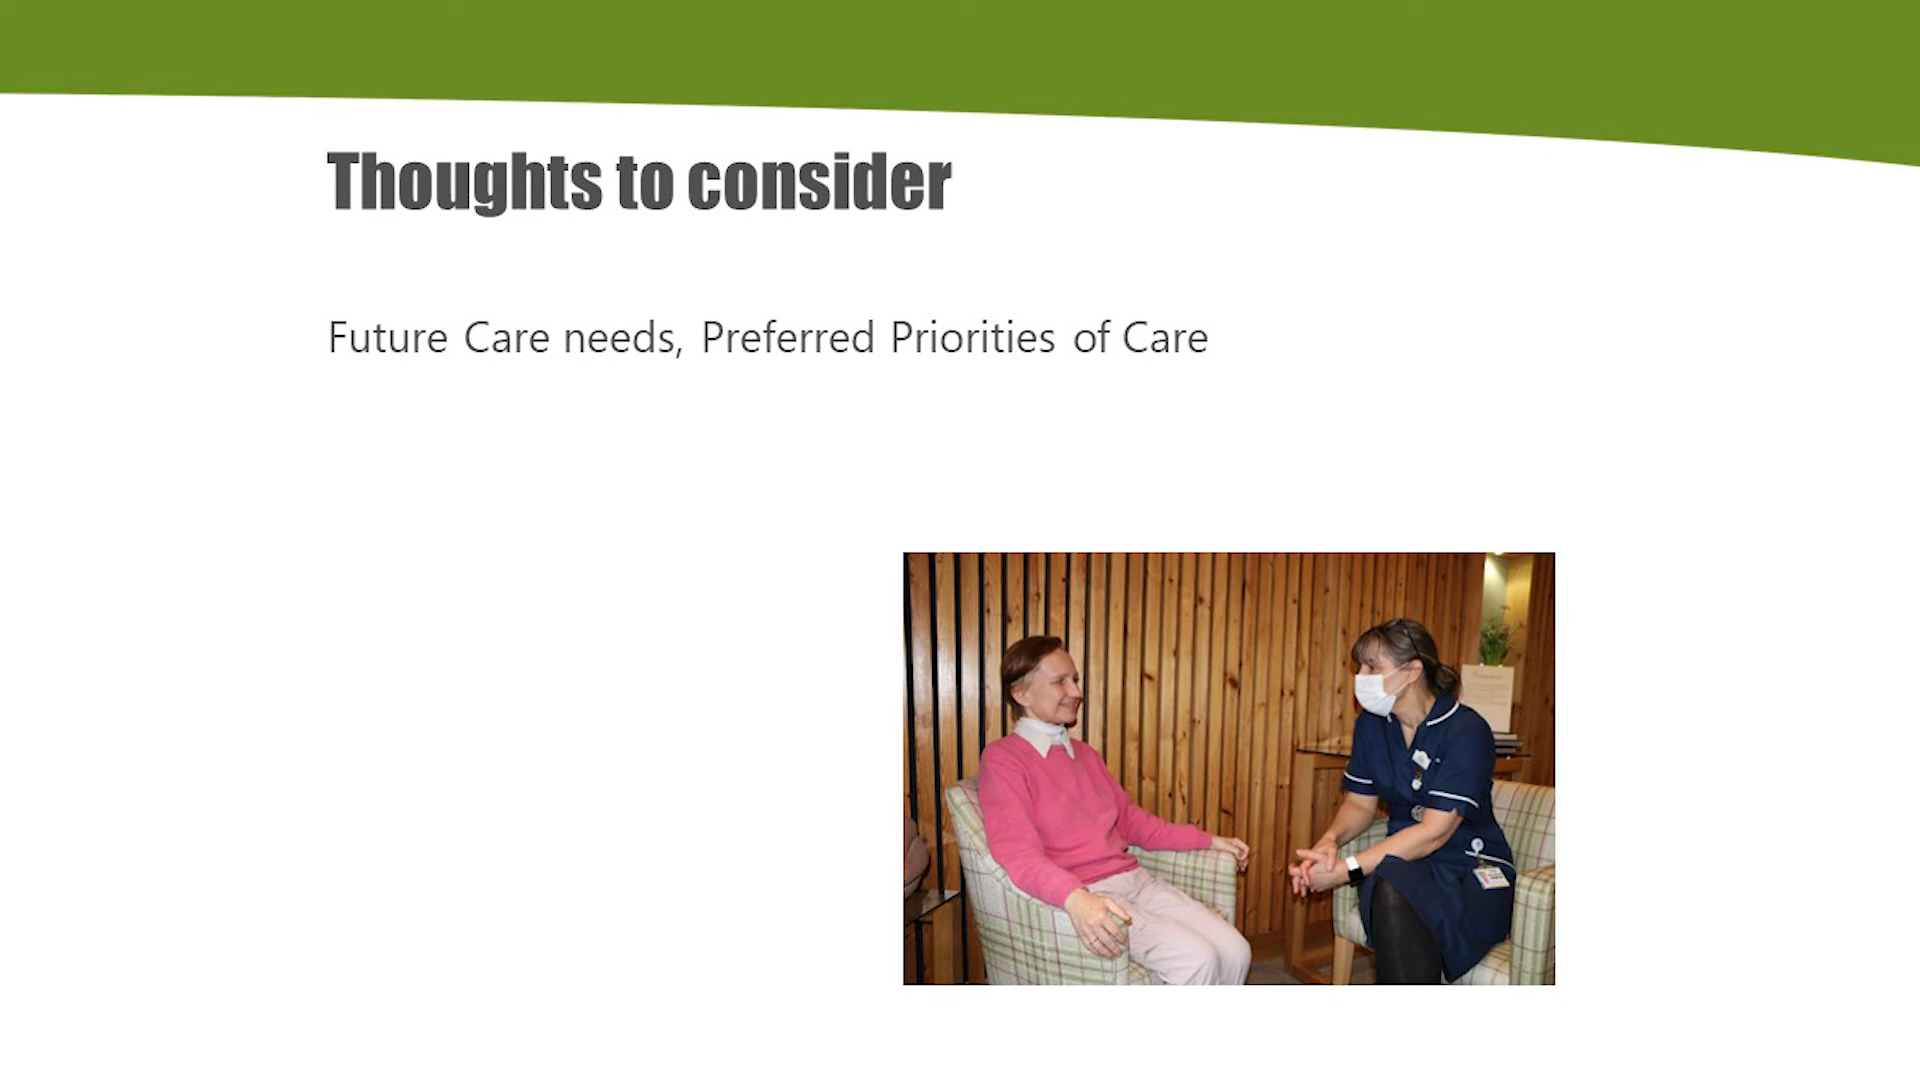 Thoughts to consider
Future Care needs, Preferred Priorities of Care